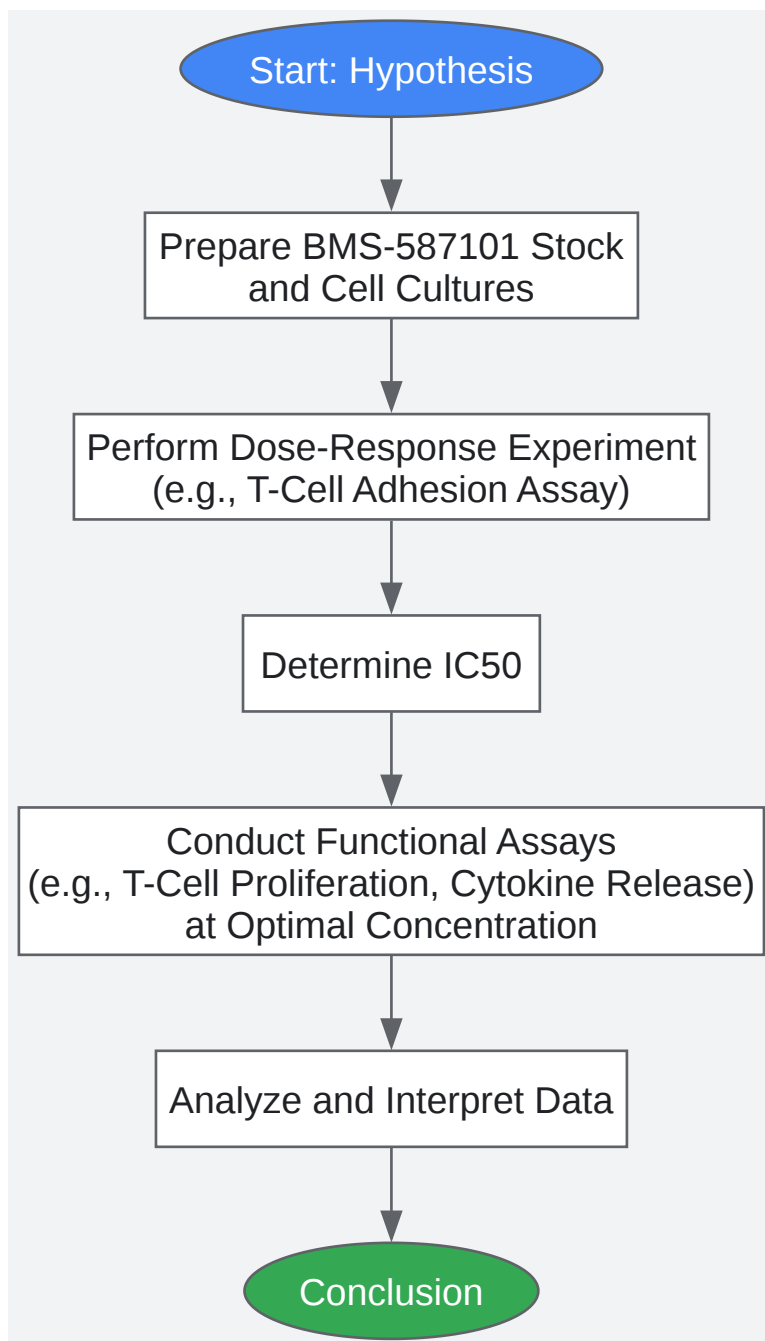 Start: Hypothesis
Prepare BMS-587101 Stock
and Cell Cultures
Perform Dose-Response Experiment
(e.g., T-Cell Adhesion Assay)
Determine IC50
Conduct Functional Assays
(e.g., T-Cell Proliferation, Cytokine Release)
at Optimal Concentration
Analyze and Interpret Data
Conclusion